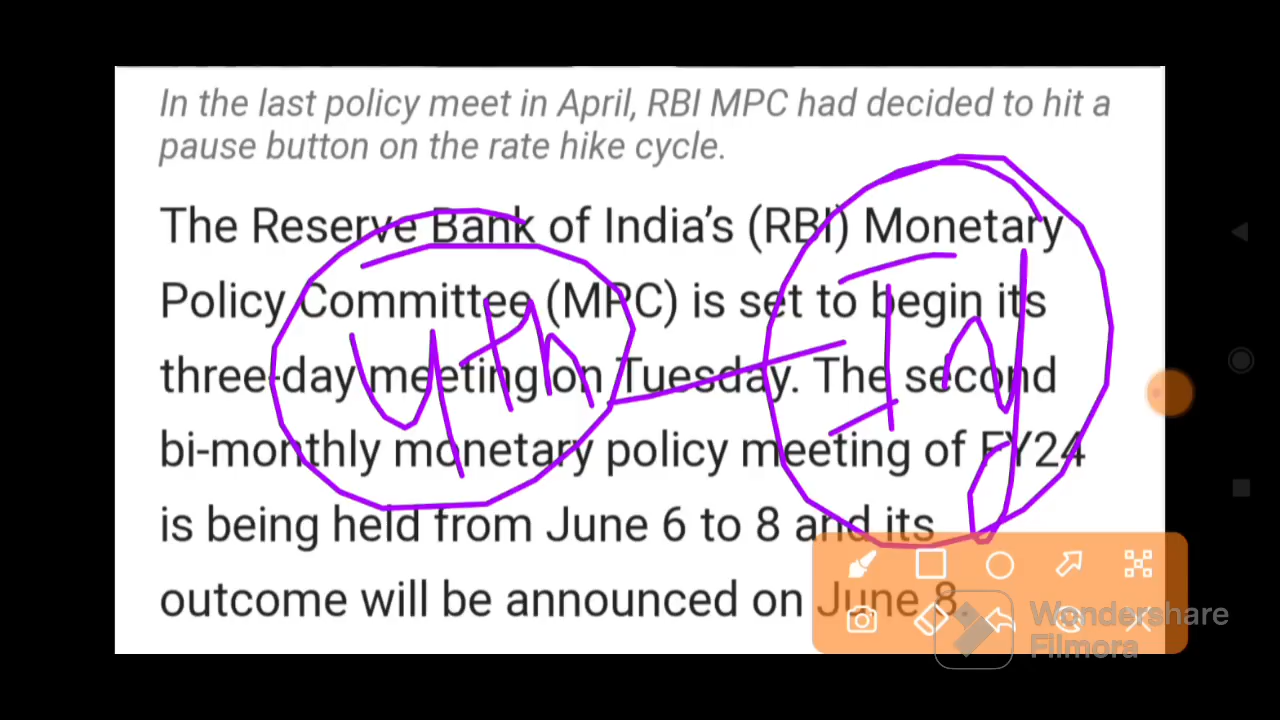 In the last policy meet in April, RBI MPC had decided to hit a
pause button on the rate hike cycle.
The Reserve Bank of India's (RBI) Monetary
Policy Committee (MPC) is set to begin its
three-day meeting on Tuesday. The second
bi-monthly monetary policy meeting of FY24
is being held from June 6 to 8 and its
outcome will be announced on June 8.
4th
Wondershare
Filmora